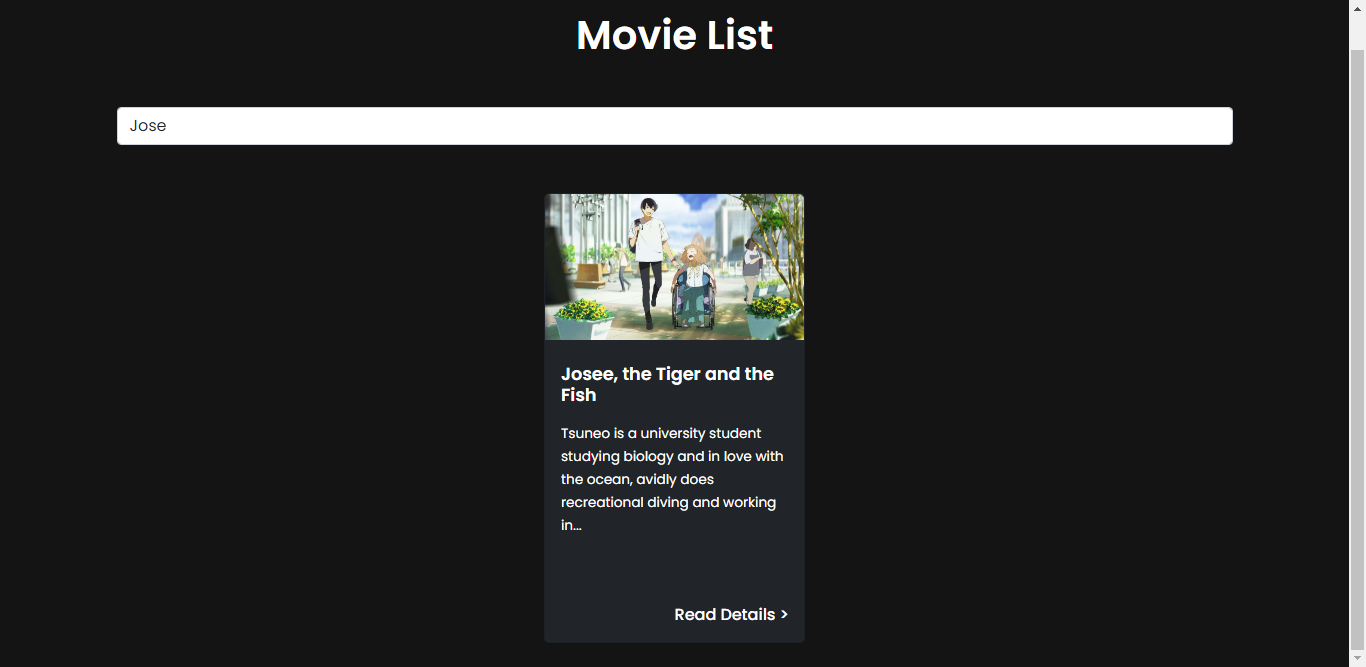 Movie List
Jose
Josee, the Tiger and the
Fish
Tsuneo is a university student
studying biology and in love with
the ocean, avidly does
recreational diving and working
in...
Read Details >